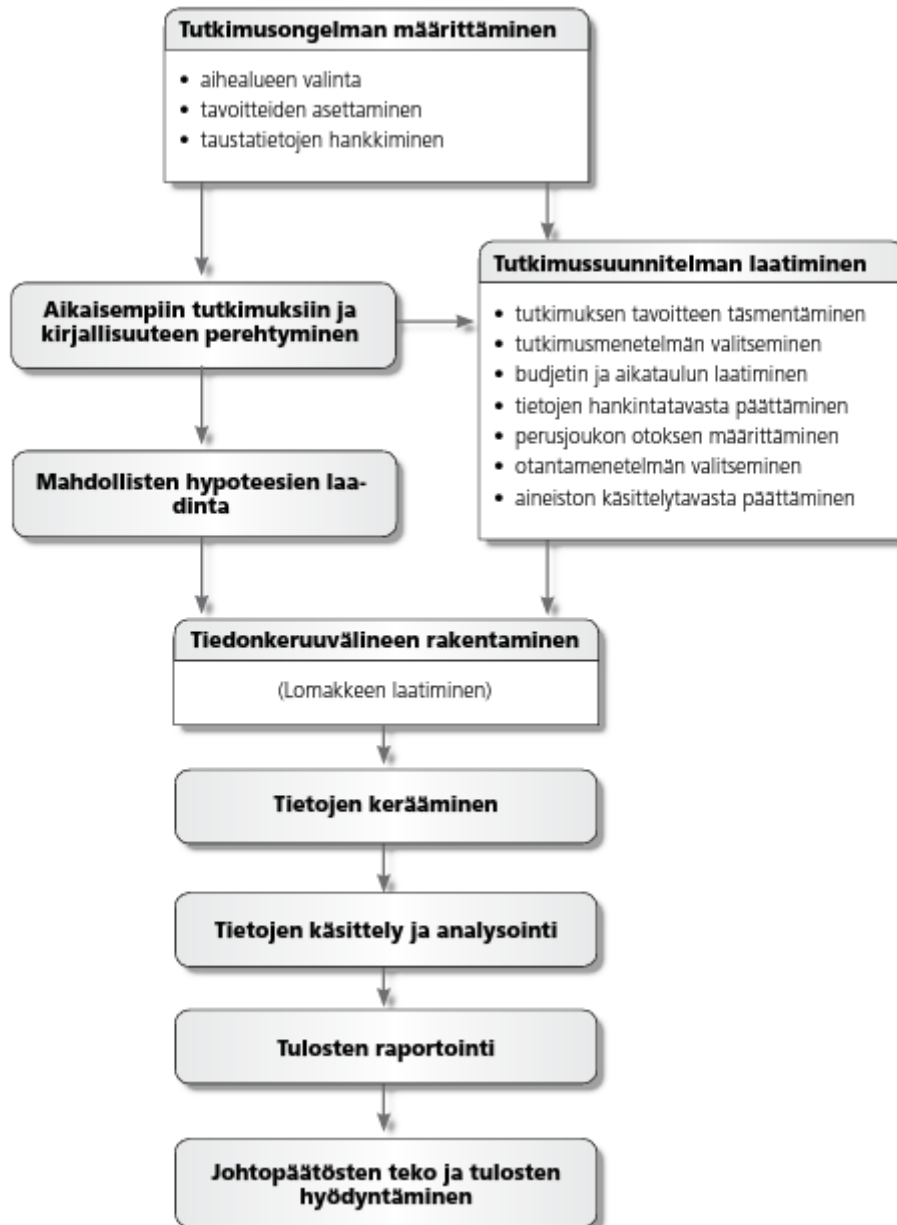 Tutkimusongelman määrittäminen
• aihealueen valinta
• tavoitteiden asettaminen
• taustatietojen hankkiminen
Aikaisempiin tutkimuksiin ja
kirjallisuuteen perehtyminen
Tutkimussuunnitelman laatiminen
• tutkimuksen tavoitteen täsmentäminen
• tutkimusmenetelmän valitseminen
• budjetin ja aikataulun laatiminen
• tietojen hankintatavasta päättäminen
• perusjoukon otoksen määrittäminen
• otantamenetelmän valitseminen
• aineiston käsittelytavasta päättäminen
Mahdollisten hypoteesien laa-
dinta
Tiedonkeruuvälineen rakentaminen
(Lomakkeen laatiminen)
Tietojen kerääminen
Tietojen käsittely ja analysointi
Tulosten raportointi
Johtopäätösten teko ja tulosten
hyödyntäminen